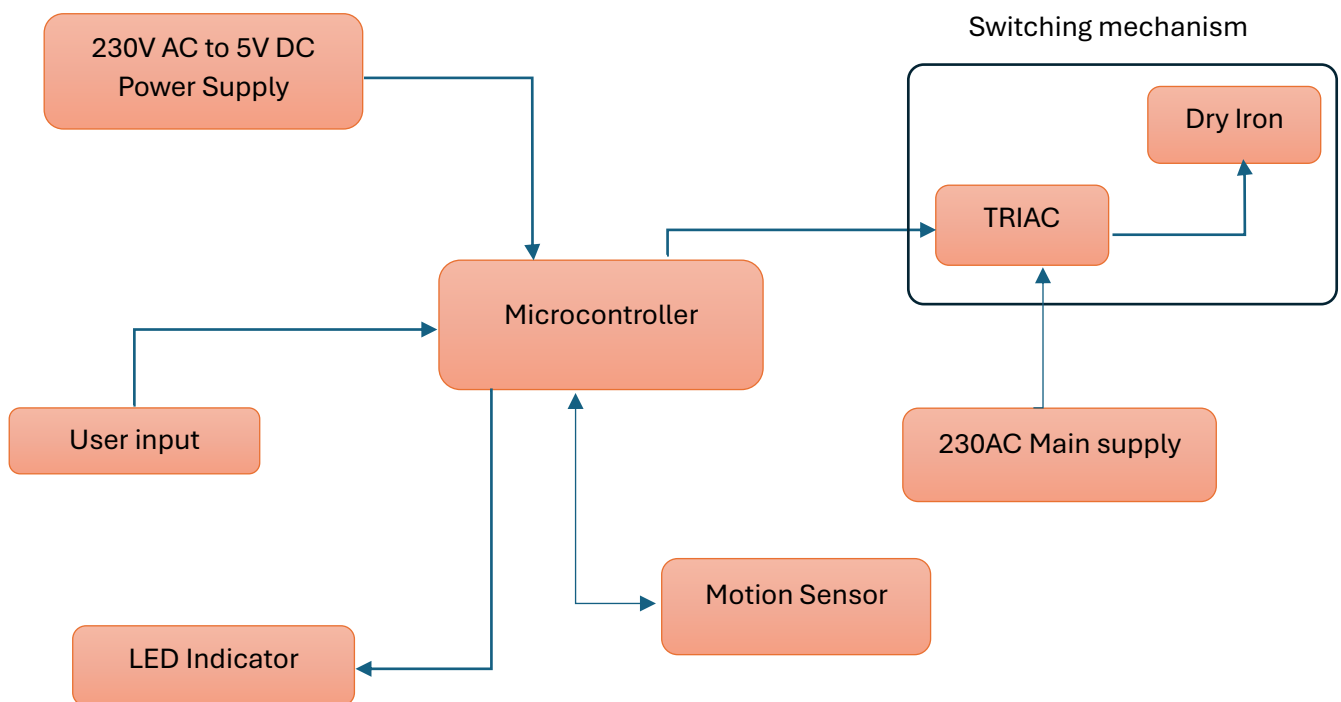 Switching mechanism
230V AC to 5V DC
Power Supply
Dry Iron
TRIAC
Microcontroller
User input
230AC Main supply
Motion Sensor
LED Indicator